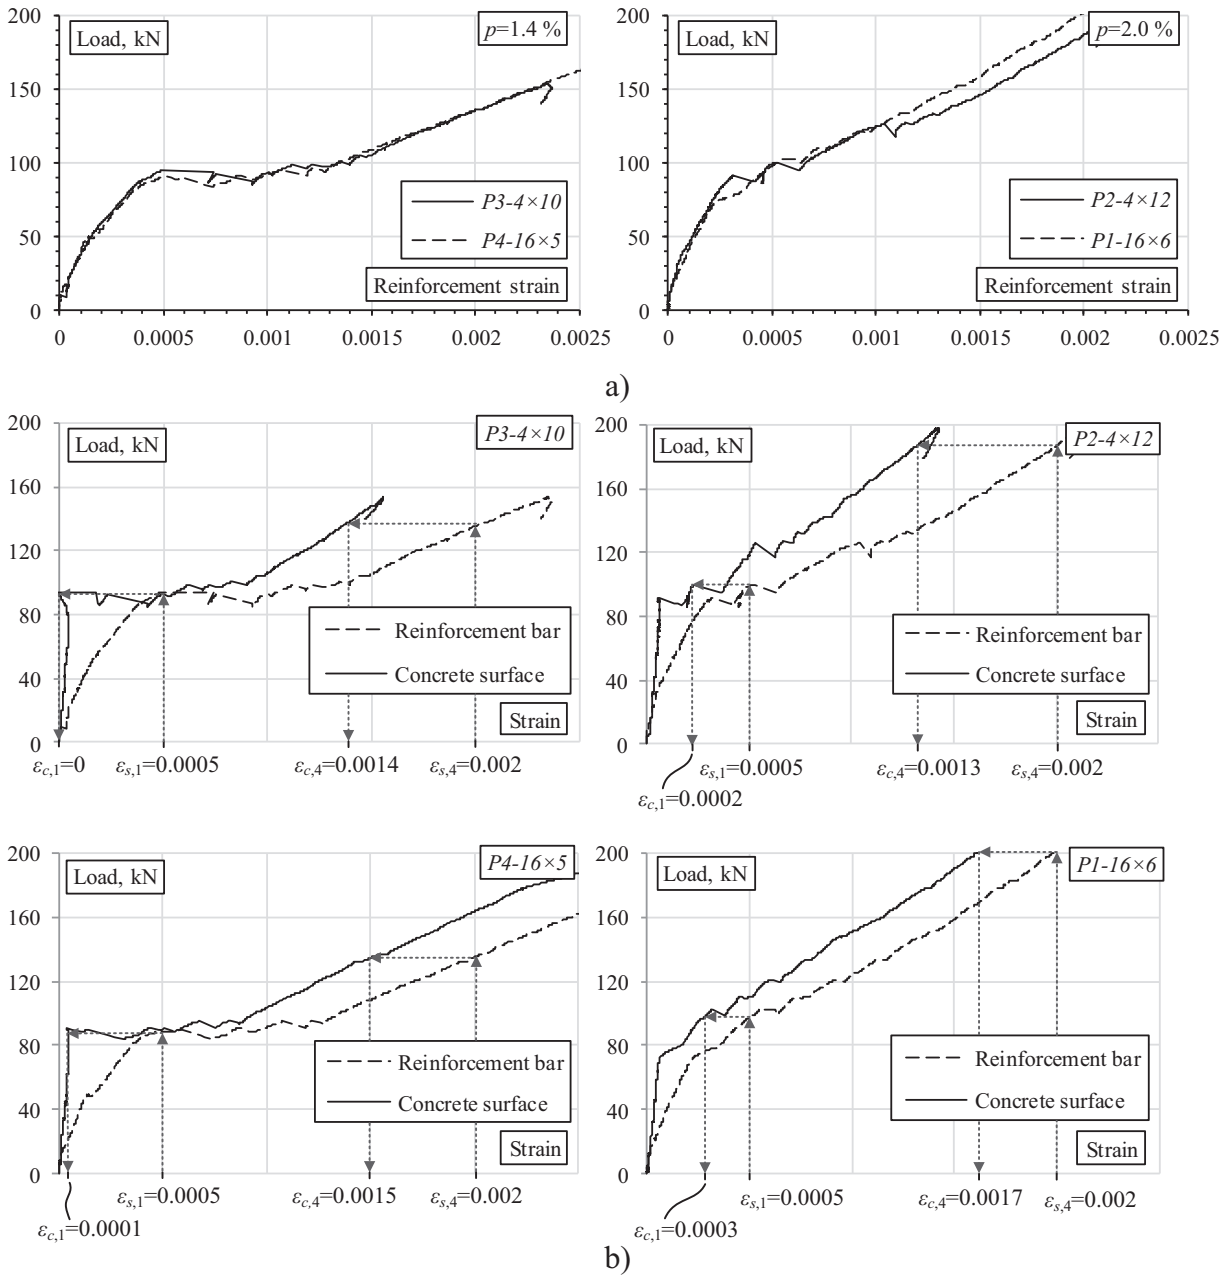 200
150
100
50
0
Load, kN
p=1.4 %
P3-4×10
P4-16×5
Reinforcement strain
0 0.0005 0.001 0.0015 0.002 0.0025
200
150
100
50
0
Load, kN
p=2.0 %
P2-4×12
P1-16×6
Reinforcement strain
0 0.0005 0.001 0.0015 0.002 0.0025
a)
200
160
120
80
40
0
Load, kN
P3-4×10
Reinforcement bar
Concrete surface
Strain
εc,1=0 εs,1=0.0005 εc,4=0.0014 εs,4=0.002
200
160
120
80
40
0
Load, kN
P2-4×12
Reinforcement bar
Concrete surface
Strain
εs,1=0.0005 εc,4=0.0013 εs,4=0.002
εc,1=0.0002
200
160
120
80
40
0
Load, kN
P4-16×5
Reinforcement bar
Concrete surface
Strain
εs,1=0.0005 εc,4=0.0015 εs,4=0.002
εc,1=0.0001
200
160
120
80
40
0
Load, kN
P1-16×6
Reinforcement bar
Concrete surface
Strain
εs,1=0.0005 εc,4=0.0017 εs,4=0.002
εc,1=0.0003
b)